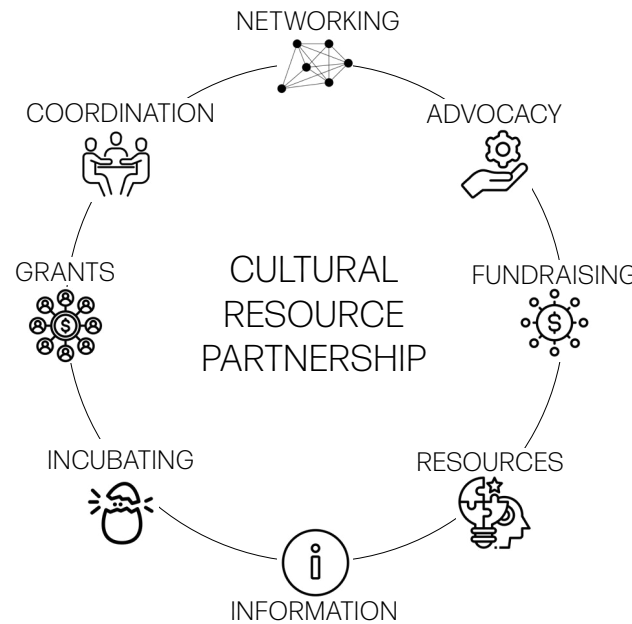 NETWORKING
COORDINATION
ADVOCACY
GRANTS
CULTURAL
RESOURCE
PARTNERSHIP
FUNDRAISING
INCUBATING
RESOURCES
INFORMATION
$
$
i